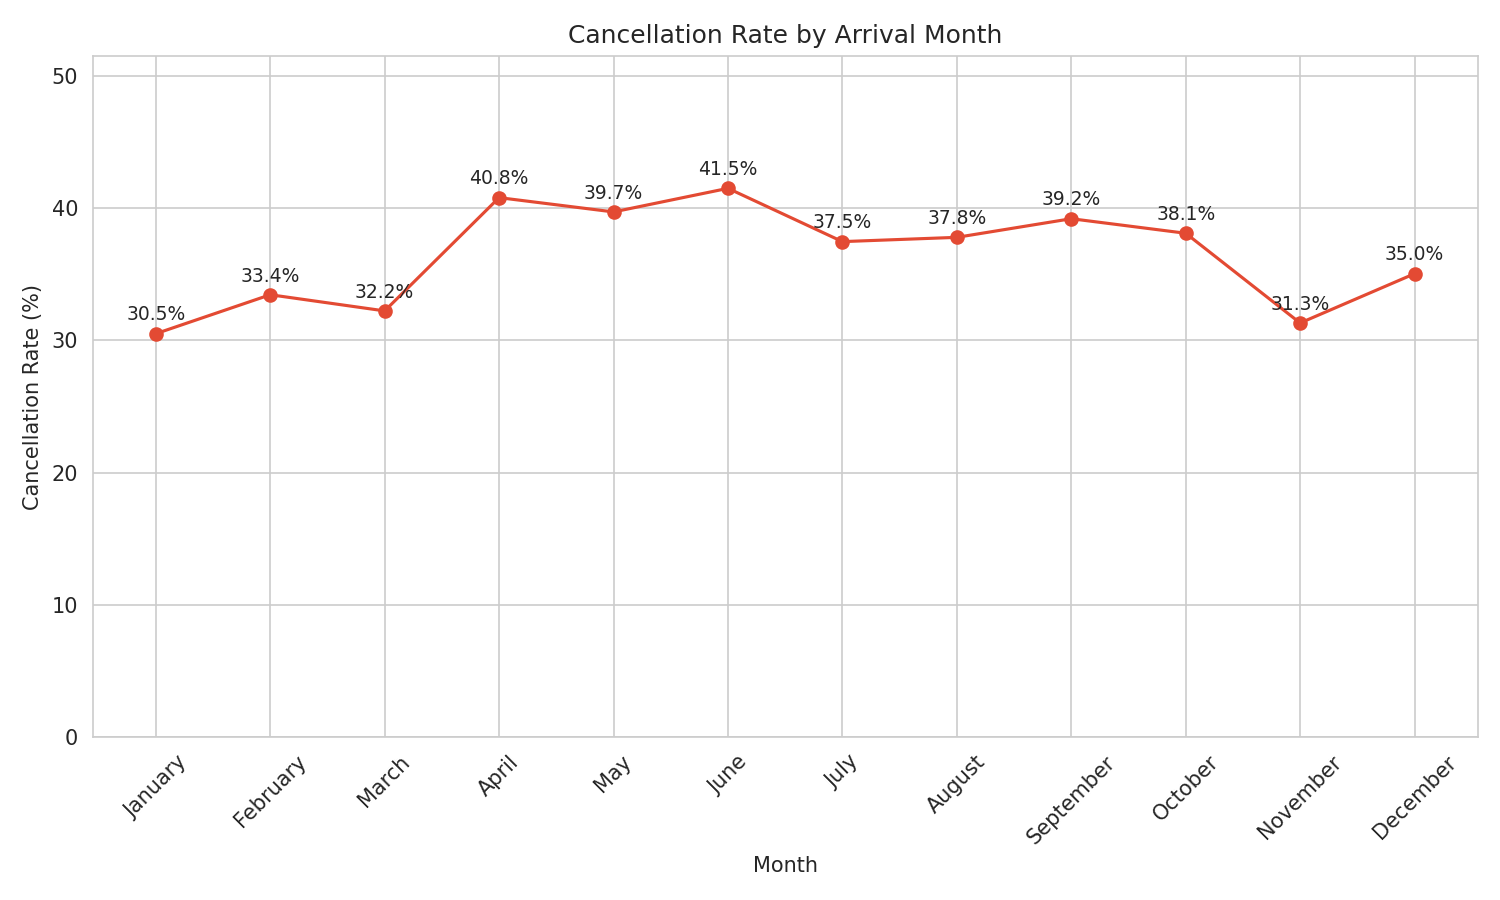 Cancellation Rate by Arrival Month
Cancellation Rate (%)
50
40
30
20
10
0
30.5%
33.4%
32.2%
40.8%
39.7%
41.5%
37.5%
37.8%
39.2%
38.1%
31.3%
35.0%
January
February
March
April
May
June
July
August
September
October
November
December
Month